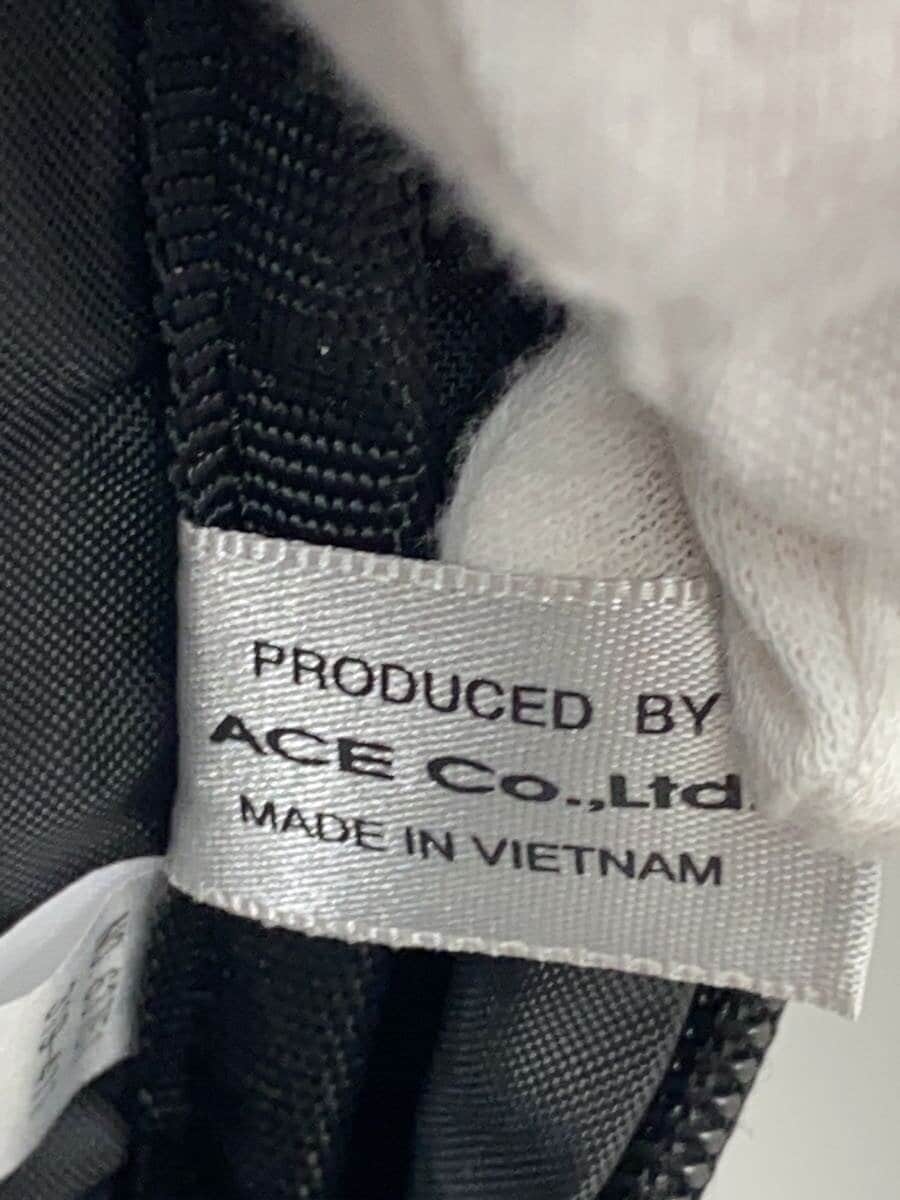 PRODUCED BY
ACE Co.,Ltd.
MADE IN VIETNAM